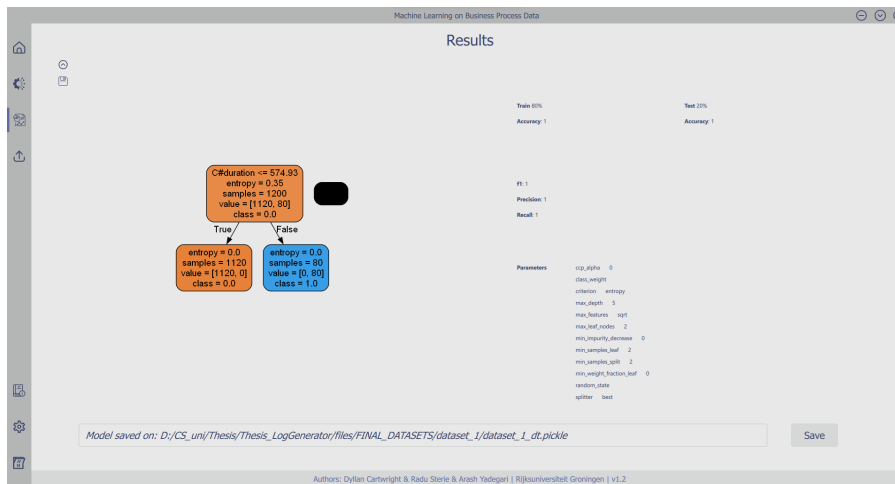 Machine Learning on Business Process Data
Results
Train 80%
Test 20%
Accuracy: 1
Accuracy: 1
C#duration <= 574.93
entropy = 0.35
samples = 1200
value = [1120, 80]
class = 0.0
True
False
entropy = 0.0
samples = 1120
value = [1120, 0]
class = 0.0
entropy = 0.0
samples = 80
value = [0, 80]
class = 1.0
f1: 1
Precision: 1
Recall: 1
Parameters
ccp_alpha 0
class_weight
criterion entropy
max_depth 5
max_features sqrt
max_leaf_nodes 2
min_impurity_decrease 0
min_samples_leaf 2
min_samples_split 2
min_weight_fraction_leaf 0
random_state
splitter best
Model saved on: D:/CS_uni/Thesis/Thesis_LogGenerator/files/FINAL_DATASETS/dataset_1/dataset_1_dt.pickle
Save
Authors: Dyllan Cartwright & Radu Sterie & Arash Yadegari | Rijksuniversiteit Groningen | v1.2